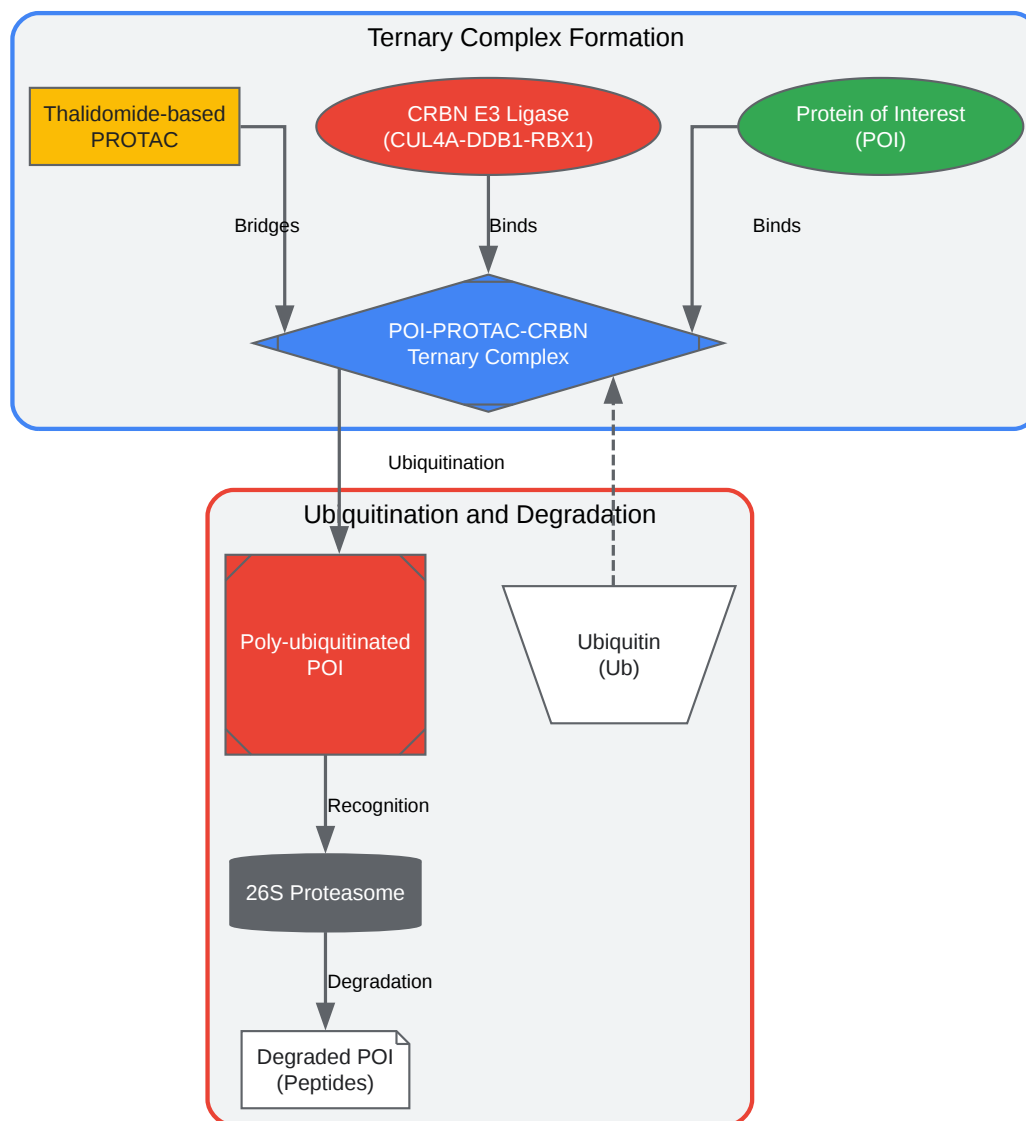 Ternary Complex Formation
Thalidomide-based
PROTAC
CRBN E3 Ligase
(CUL4A-DDB1-RBX1)
Protein of Interest
(POI)
Bridges
Binds
Binds
POI-PROTAC-CRBN
Ternary Complex
Ubiquitination
Ubiquitination and Degradation
Poly-ubiquitinated
POI
Ubiquitin
(Ub)
Recognition
26S Proteasome
Degradation
Degraded POI
(Peptides)